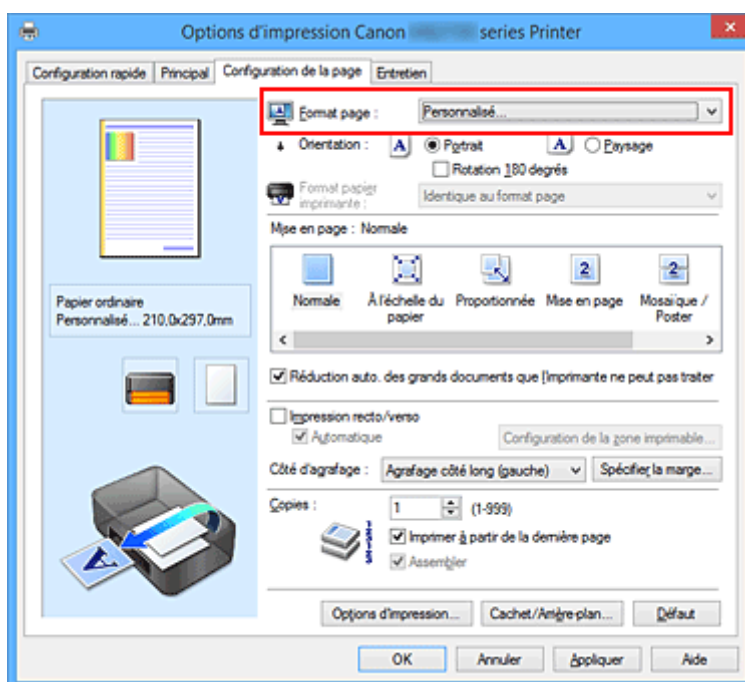 Options d'impression Canon series Printer
Configuration rapide Principal Configuration de la page Entretien
Format page : Personnalisé...
Orientation : A Portrait A Paysage
Rotation 180 degrés
Format papier imprimante : Identique au format page
Mise en page : Normale
Normale À l'échelle du papier Proportionnée Mise en page Mosaïque / Poster
Papier ordinaire
Personnalisé... 210,0x297,0mm
Réduction auto. des grands documents que l'imprimante ne peut pas traiter
Impression recto/verso
Automatique Configuration de la zone imprimable...
Côté d'agrafage : Agrafage côté long (gauche) Spécifier la marge...
Copies : 1 (1-999)
Imprimer à partir de la dernière page
Assembler
Options d'impression... Cachet/Arrière-plan... Défaut
OK Annuler Appliquer Aide